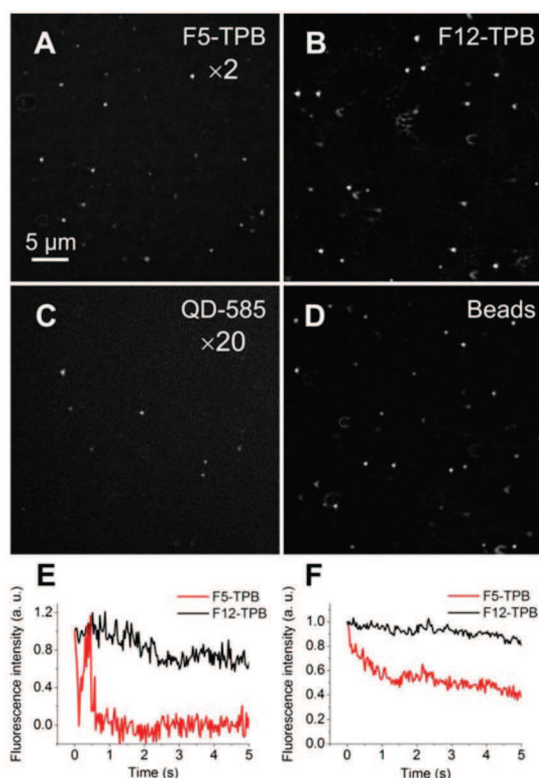 A
F5-TPB
×2
5 µm
B
F12-TPB
C
QD-585
×20
D
Beads
E
F5-TPB
F12-TPB
Fluorescence intensity (a. u.)
1.2
0.8
0.4
0.0
0 1 2 3 4 5
Time (s)
F
F5-TPB
F12-TPB
Fluorescence intensity (a. u.)
1.0
0.8
0.6
0.4
0.2
0.0
0 1 2 3 4 5
Time (s)